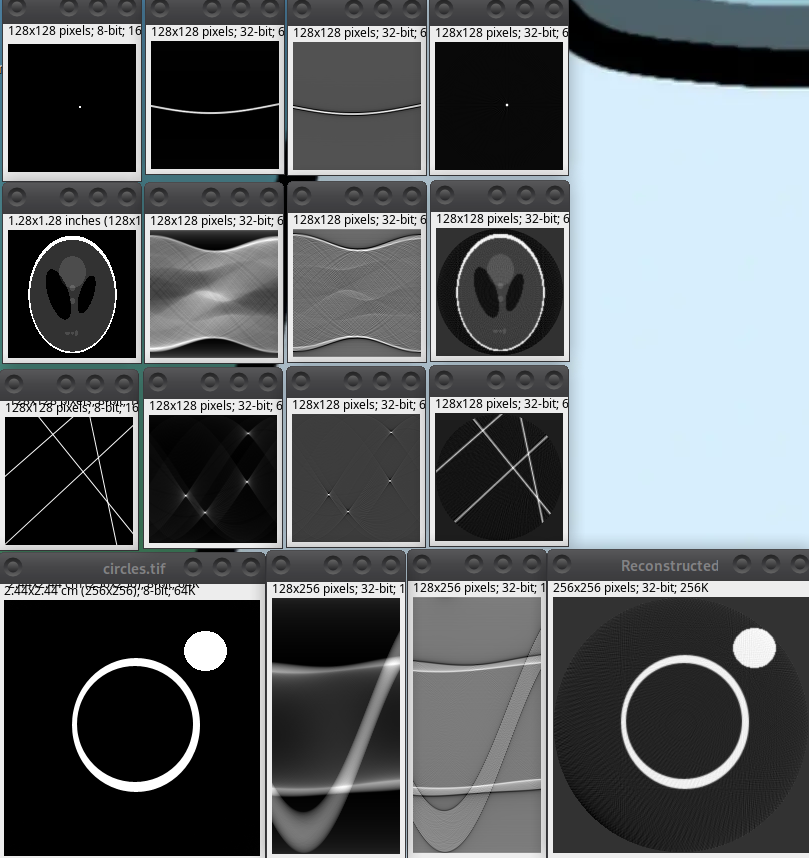 128x128 pixels; 8-bit; 16
128x128 pixels; 32-bit; 6
128x128 pixels; 32-bit; 6
128x128 pixels; 32-bit; 6
1.28x1.28 inches (128x1
128x128 pixels; 32-bit; 6
128x128 pixels; 32-bit; 6
128x128 pixels; 32-bit; 6
128x128 pixels; 8-bit; 16
128x128 pixels; 32-bit; 6
128x128 pixels; 32-bit; 6
128x128 pixels; 32-bit; 6
circles.tif
2.44x2.44 cm (256x256); 8-bit; 64K
128x256 pixels; 32-bit; 1
128x256 pixels; 32-bit; 1
Reconstructed
256x256 pixels; 32-bit; 256K